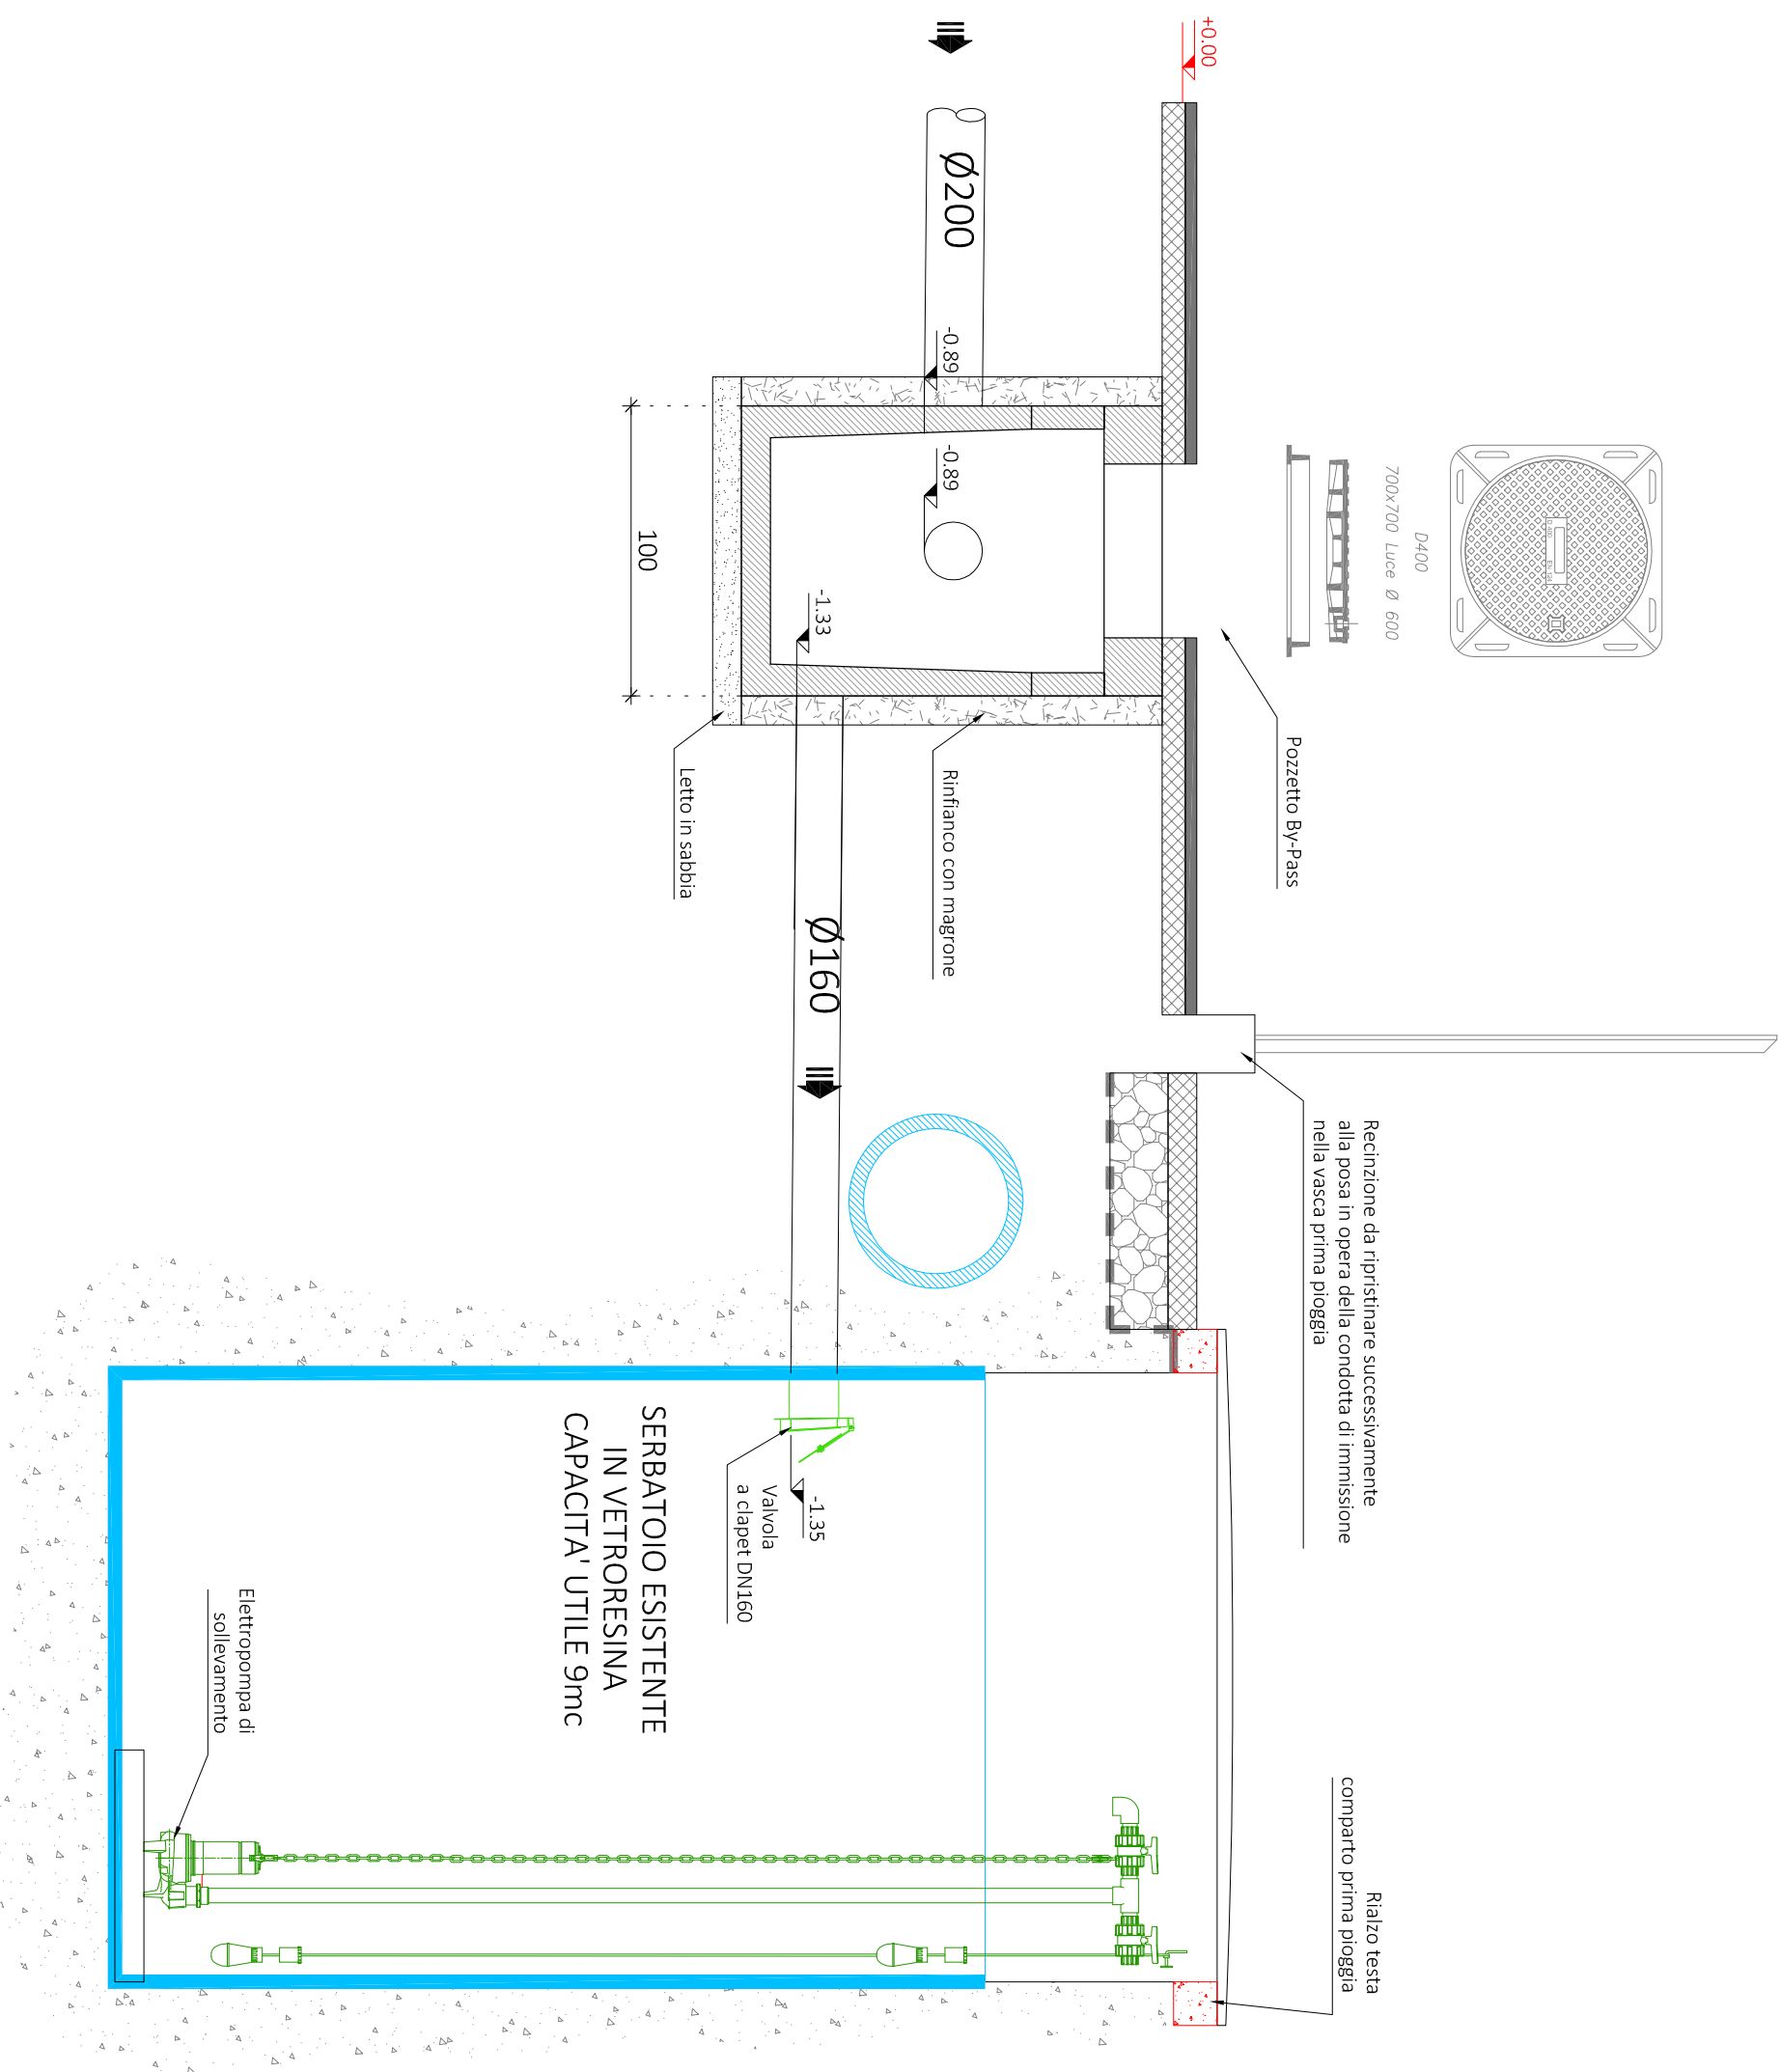 +0.00
D400
700x700 Luce Ø 600
D 400
EN 124
Pozzetto By-Pass
Recinzione da ripristinare successivamente
alla posa in opera della condotta di immissione
nella vasca prima pioggia
Rialzo testa
comparto prima pioggia
Ø200
-0.89
-0.89
-1.33
Rinfianco con magrone
Ø160
-1.35
Valvola
a clapet DN160
100
Letto in sabbia
SERBATOIO ESISTENTE
IN VETRORESINA
CAPACITA' UTILE 9mc
Elettropompa di
sollevamento